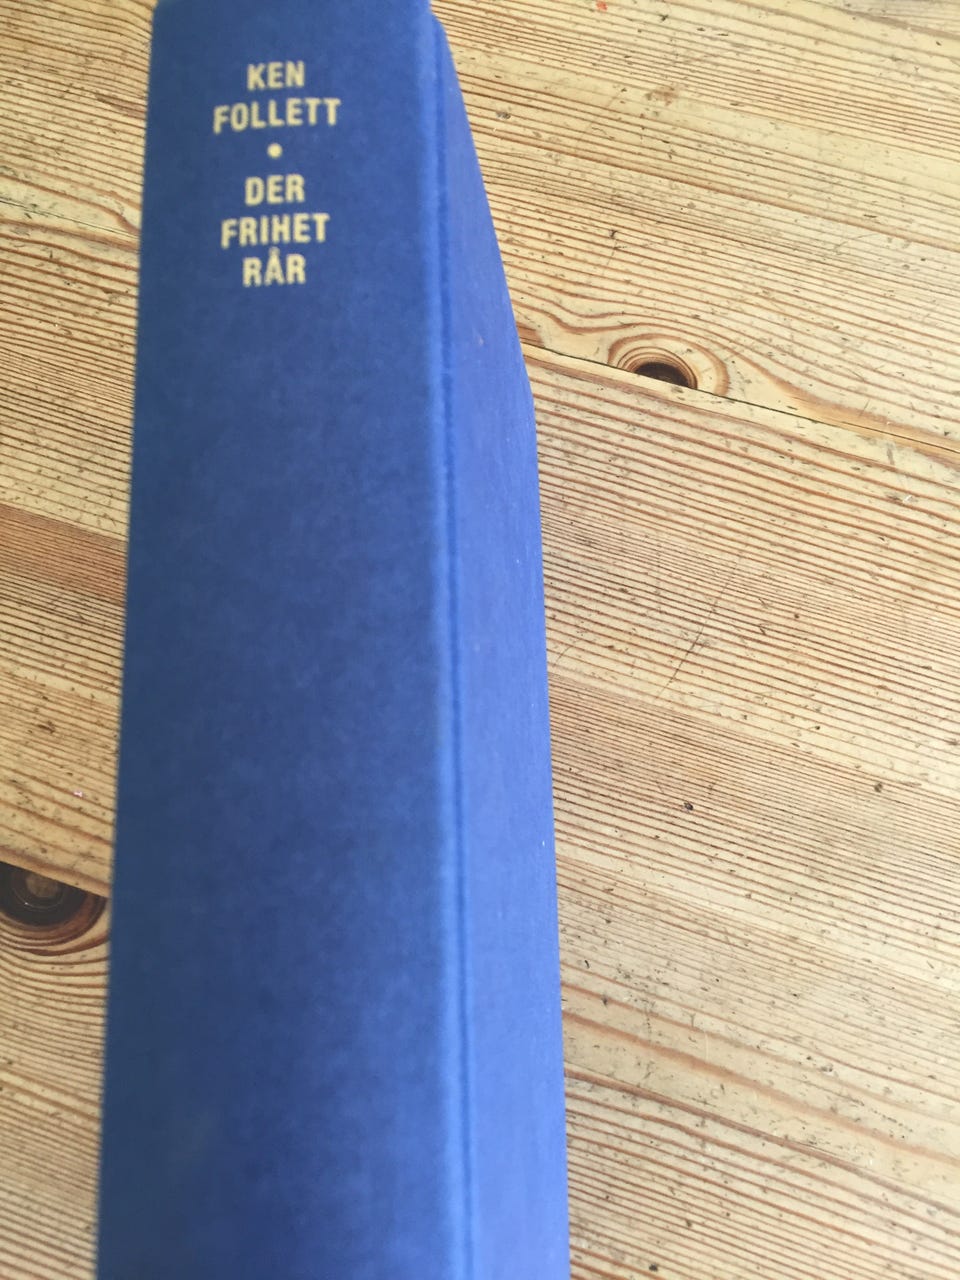 KEN
FOLLETT
•
DER
FRIHET
RÅR